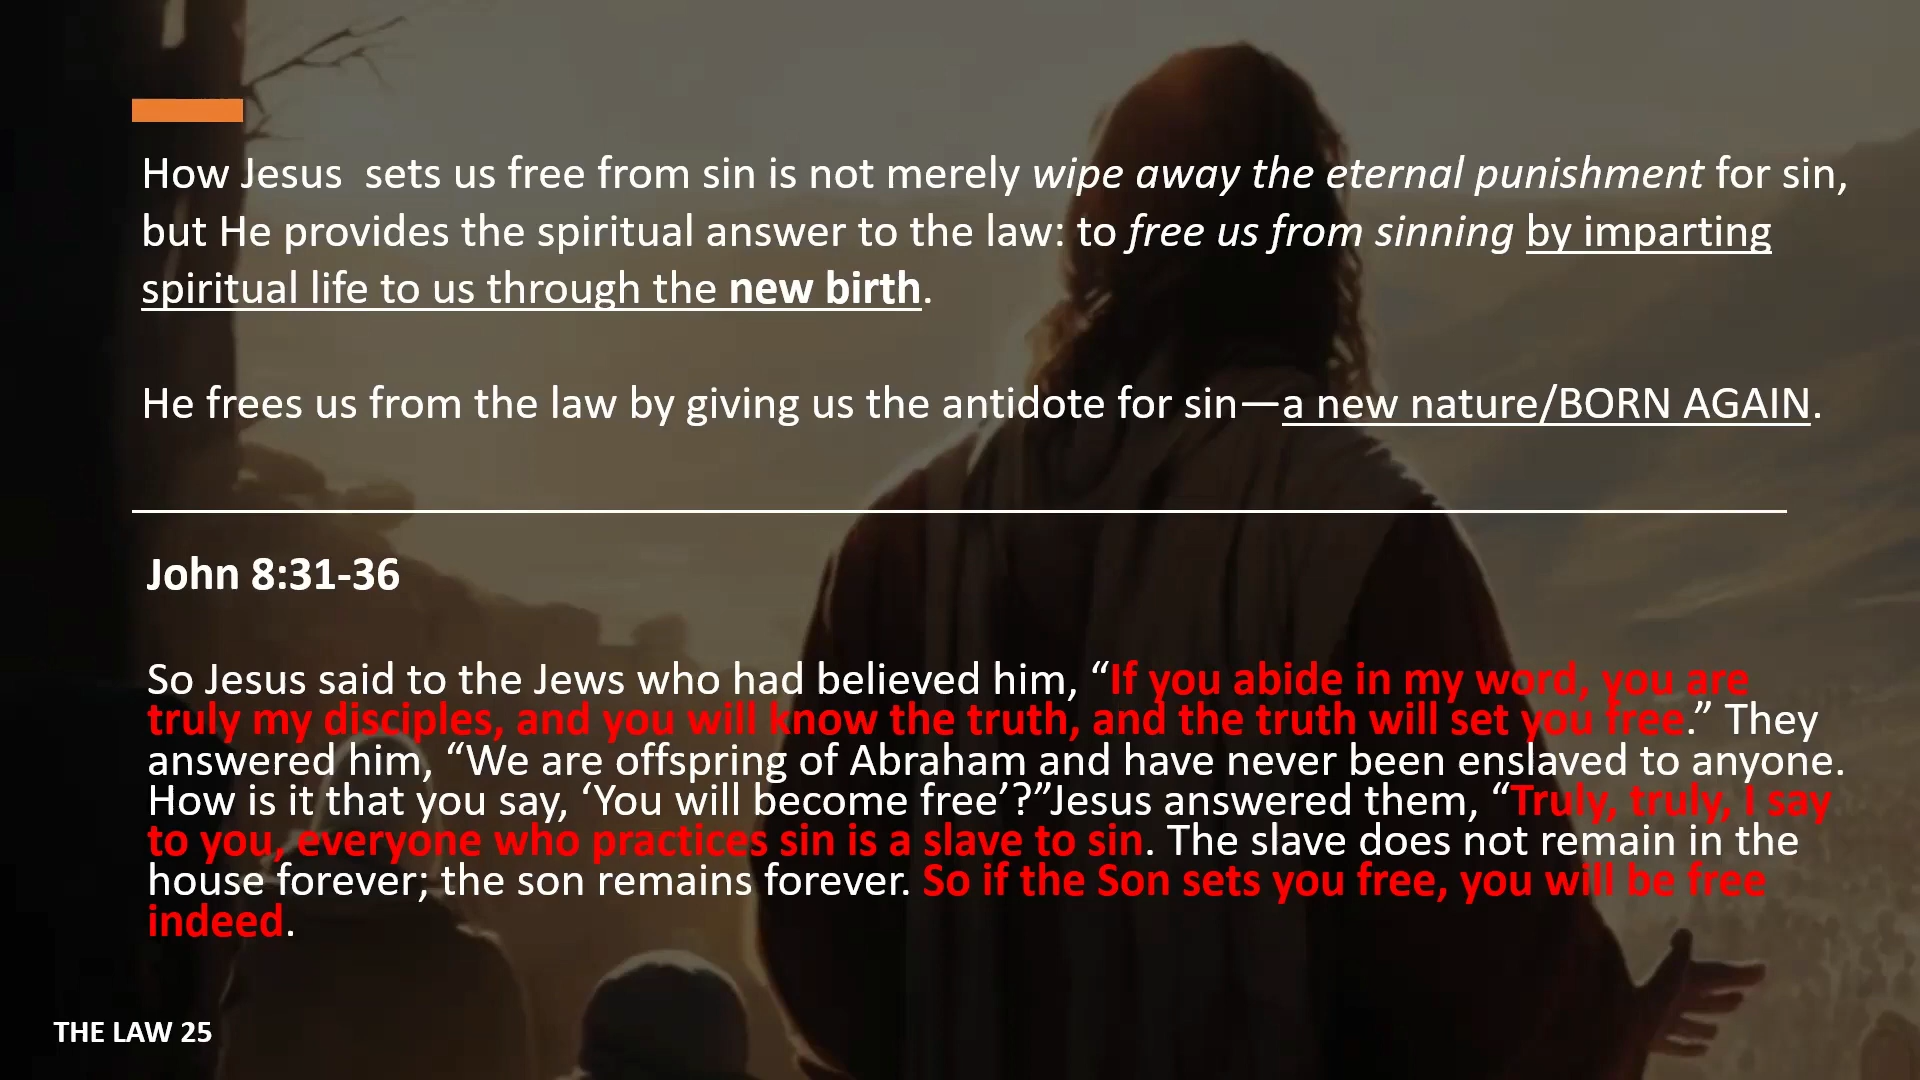 How Jesus  sets us free from sin is not merely wipe away the eternal punishment for sin,
but He provides the spiritual answer to the law: to free us from sinning by imparting
spiritual life to us through the new birth.
He frees us from the law by giving us the antidote for sin—a new nature/BORN AGAIN.
John 8:31-36
So Jesus said to the Jews who had believed him, “If you abide in my word, you are
truly my disciples, and you will know the truth, and the truth will set you free.” They
answered him, “We are offspring of Abraham and have never been enslaved to anyone.
How is it that you say, ‘You will become free’?”Jesus answered them, “Truly, truly, I say
to you, everyone who practices sin is a slave to sin. The slave does not remain in the
house forever; the son remains forever. So if the Son sets you free, you will be free
indeed.
THE LAW 25